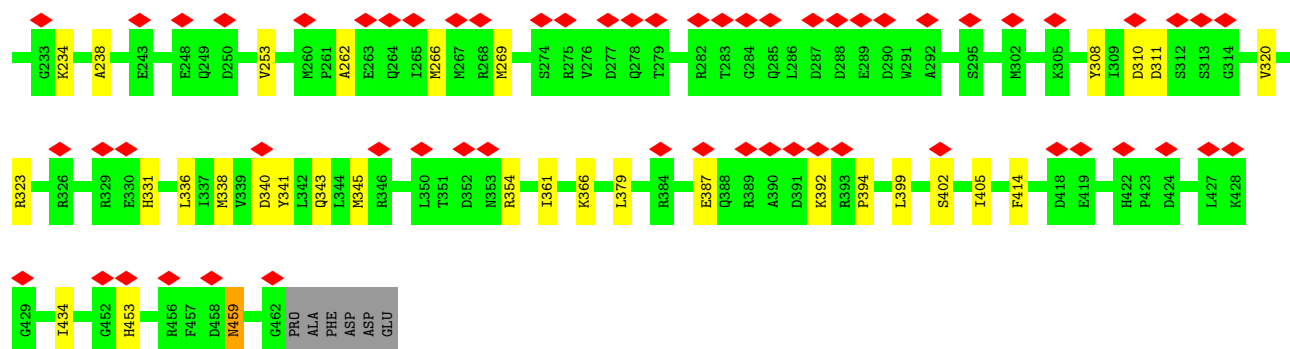 G233 K234 A238 E243 E248 Q249 D250 V253 M260 P261 A262 E263 Q264 I265 M266 M267 R268 M269 S274 R275 V276 D277 Q278 T279 R282 T283 G284 Q285 L286 D287 D288 E289 D290 W291 A292 S295 M302 K305 Y308 I309 D310 D311 S312 S313 G314 V320
R323 R326 R329 E330 H331 L336 I337 M338 V339 D340 Y341 L342 Q343 L344 M345 R346 L350 T351 D352 N353 R354 I361 K366 L379 R384 E387 Q388 R389 A390 D391 K392 R393 P394 L399 S402 I405 F414 D418 E419 H422 P423 D424 L427 K428
G429 I434 G452 H453 R456 F457 D458 N459 G462 PRO ALA PHE ASP ASP GLU